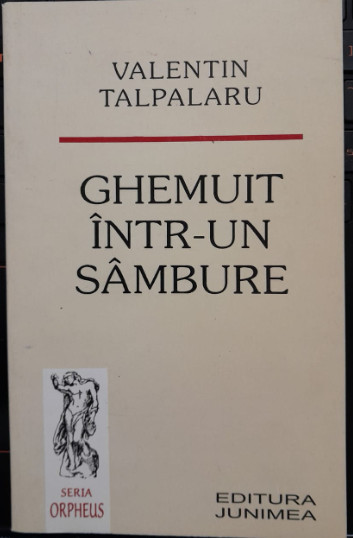 VALENTIN
TALPALARU
GHEMUIT
ÎNTR-UN
SÂMBURE
SERIA
ORPHEUS
EDITURA
JUNIMEA